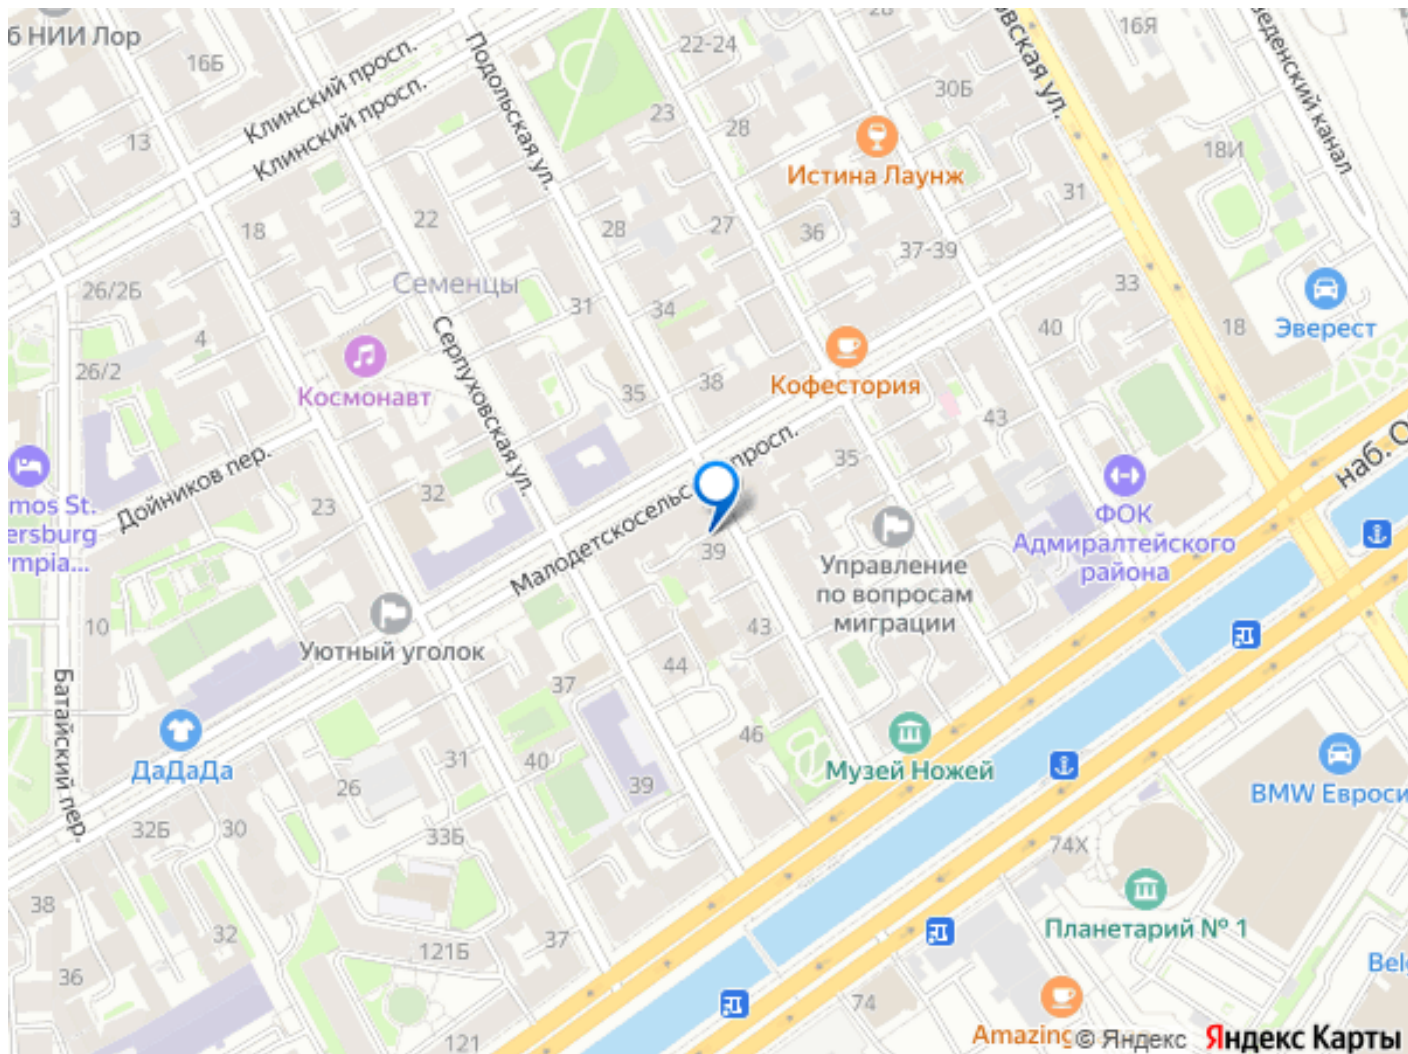 б НИИ Лор
16Б
Клинский просп.
Клинский просп.
Подольская ул.
22-24
28
вская ул.
16Я
веденский канал
13
23
28
30Б
Истина Лаунж
18И
31
3
18
22
28
27
36
37-39
26/2Б
Семенцы
31
34
33
4
Эверест
18
40
26/2
Космонавт
Серпуховская ул.
35
38
Кофестория
43
Дойников пер.
mos St.
ersburg
ympia...
23
32
Малодетскосельс
просп.
35
наб. О
39
ФОК
Адмиралтейского
района
Управление
по вопросам
миграции
10
Уютный уголок
43
44
37
Батайский пер.
ДаДаДа
26
31
40
39
46
Музей Ножей
BMW Евроси
32Б
30
33Б
74Х
38
32
36
121Б
37
Планетарий № 1
Bel
74
121
Amazing
© Яндекс
Яндекс Карты